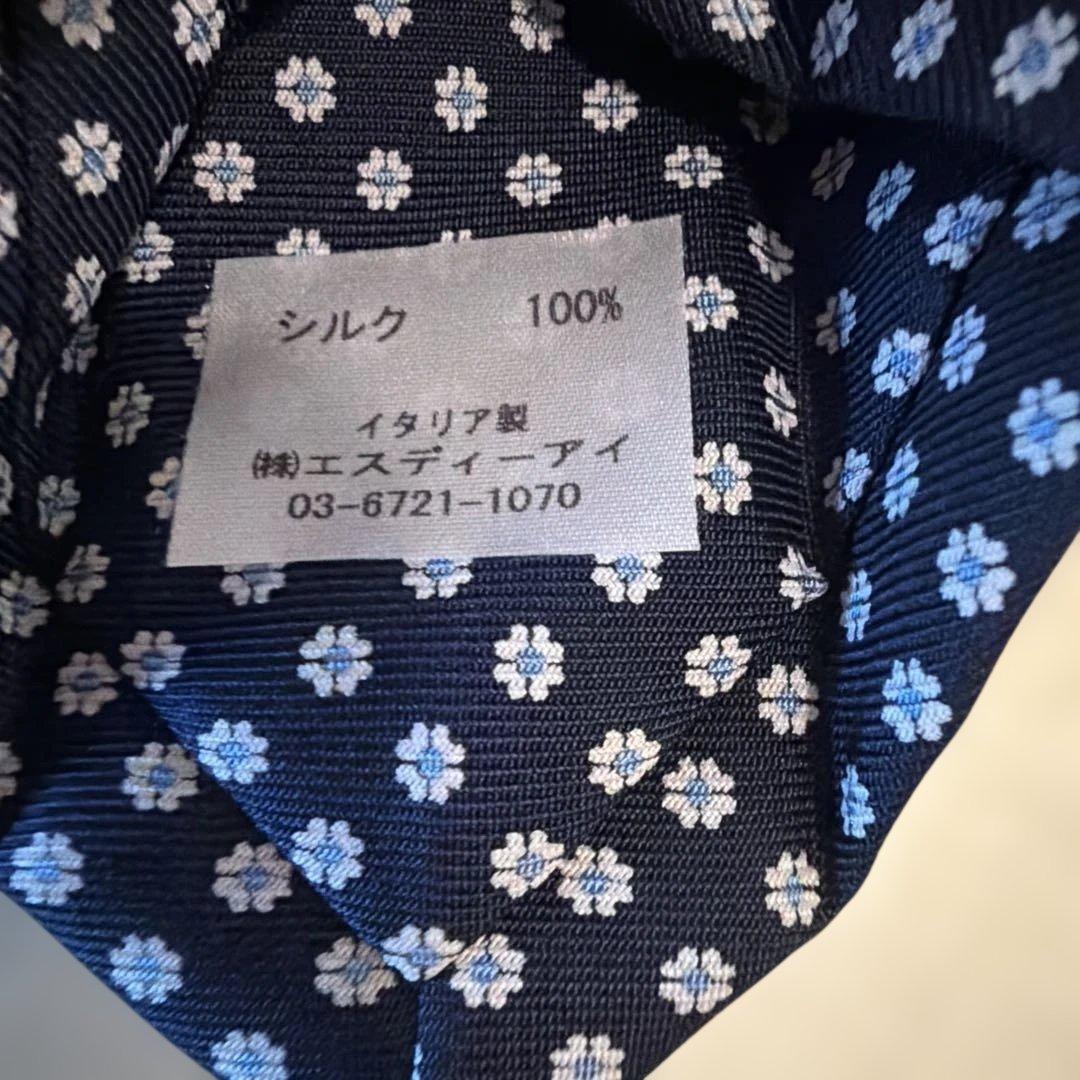 シルク 100%
イタリア製
(株)エスディーアイ
03-6721-1070